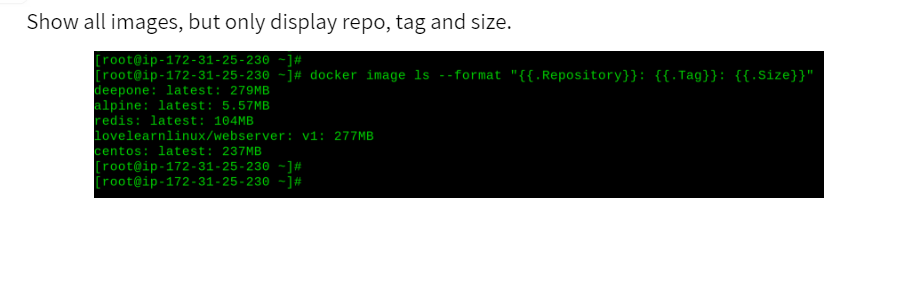 Show all images, but only display repo, tag and size.
[root@ip-172-31-25-230 ~]#
[root@ip-172-31-25-230 ~]# docker image ls --format "{{.Repository}}: {{.Tag}}: {{.Size}}"
deepone: latest: 279MB
alpine: latest: 5.57MB
redis: latest: 104MB
lovelearnlinux/webserver: v1: 277MB
centos: latest: 237MB
[root@ip-172-31-25-230 ~]#
[root@ip-172-31-25-230 ~]#